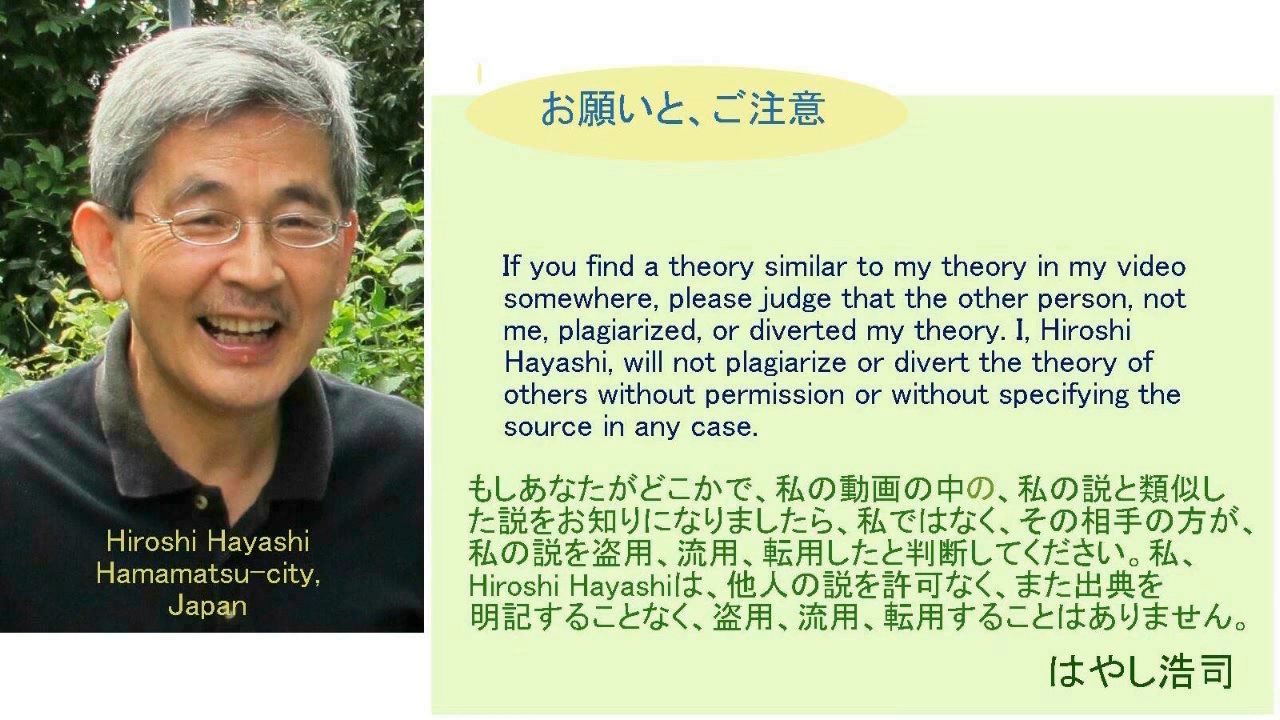 お願いと、ご注意
If you find a theory similar to my theory in my video
somewhere, please judge that the other person, not
me, plagiarized, or diverted my theory. I, Hiroshi
Hayashi, will not plagiarize or divert the theory of
others without permission or without specifying the
source in any case.
もしあなたがどこかで、私の動画の中の、私の説と類似し
た説をお知りになりましたら、私ではなく、その相手の方が、
私の説を盗用、流用、転用したと判断してください。私、
Hiroshi Hayashiは、他人の説を許可なく、また出典を
明記することなく、盗用、流用、転用することはありません。
はやし浩司
Hiroshi Hayashi
Hamamatsu-city,
Japan